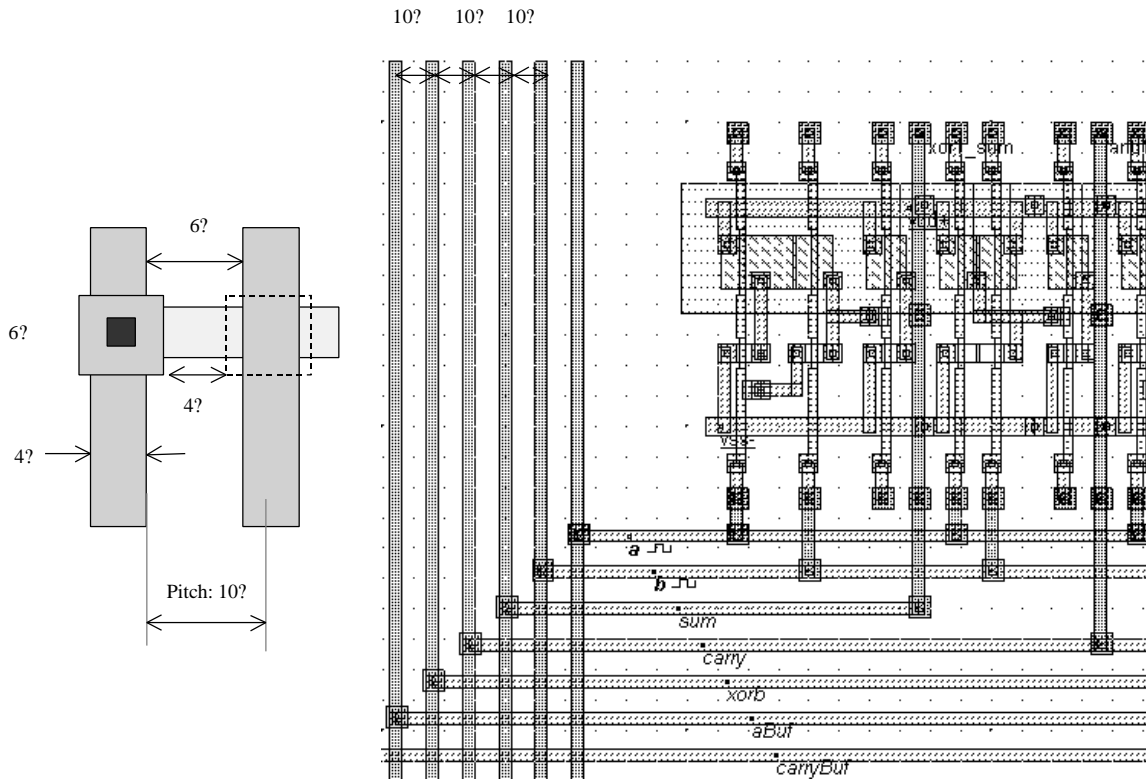 10?
10?
10?
xor1_sum
6?
6?
4?
4?
vss-
a
b
Pitch: 10?
sum
carry
xorb
aBuf
carryBuf